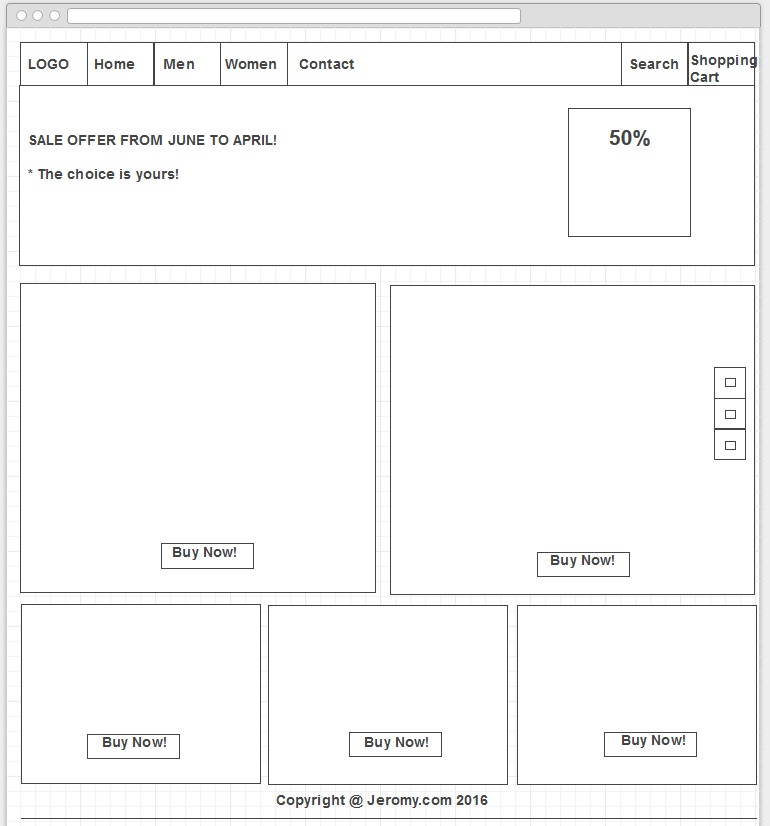 LOGO Home Men Women Contact Search Shopping
Cart
SALE OFFER FROM JUNE TO APRIL!
50%
* The choice is yours!
Buy Now!
Buy Now!
Buy Now!
Buy Now!
Buy Now!
Copyright @ Jeromy.com 2016